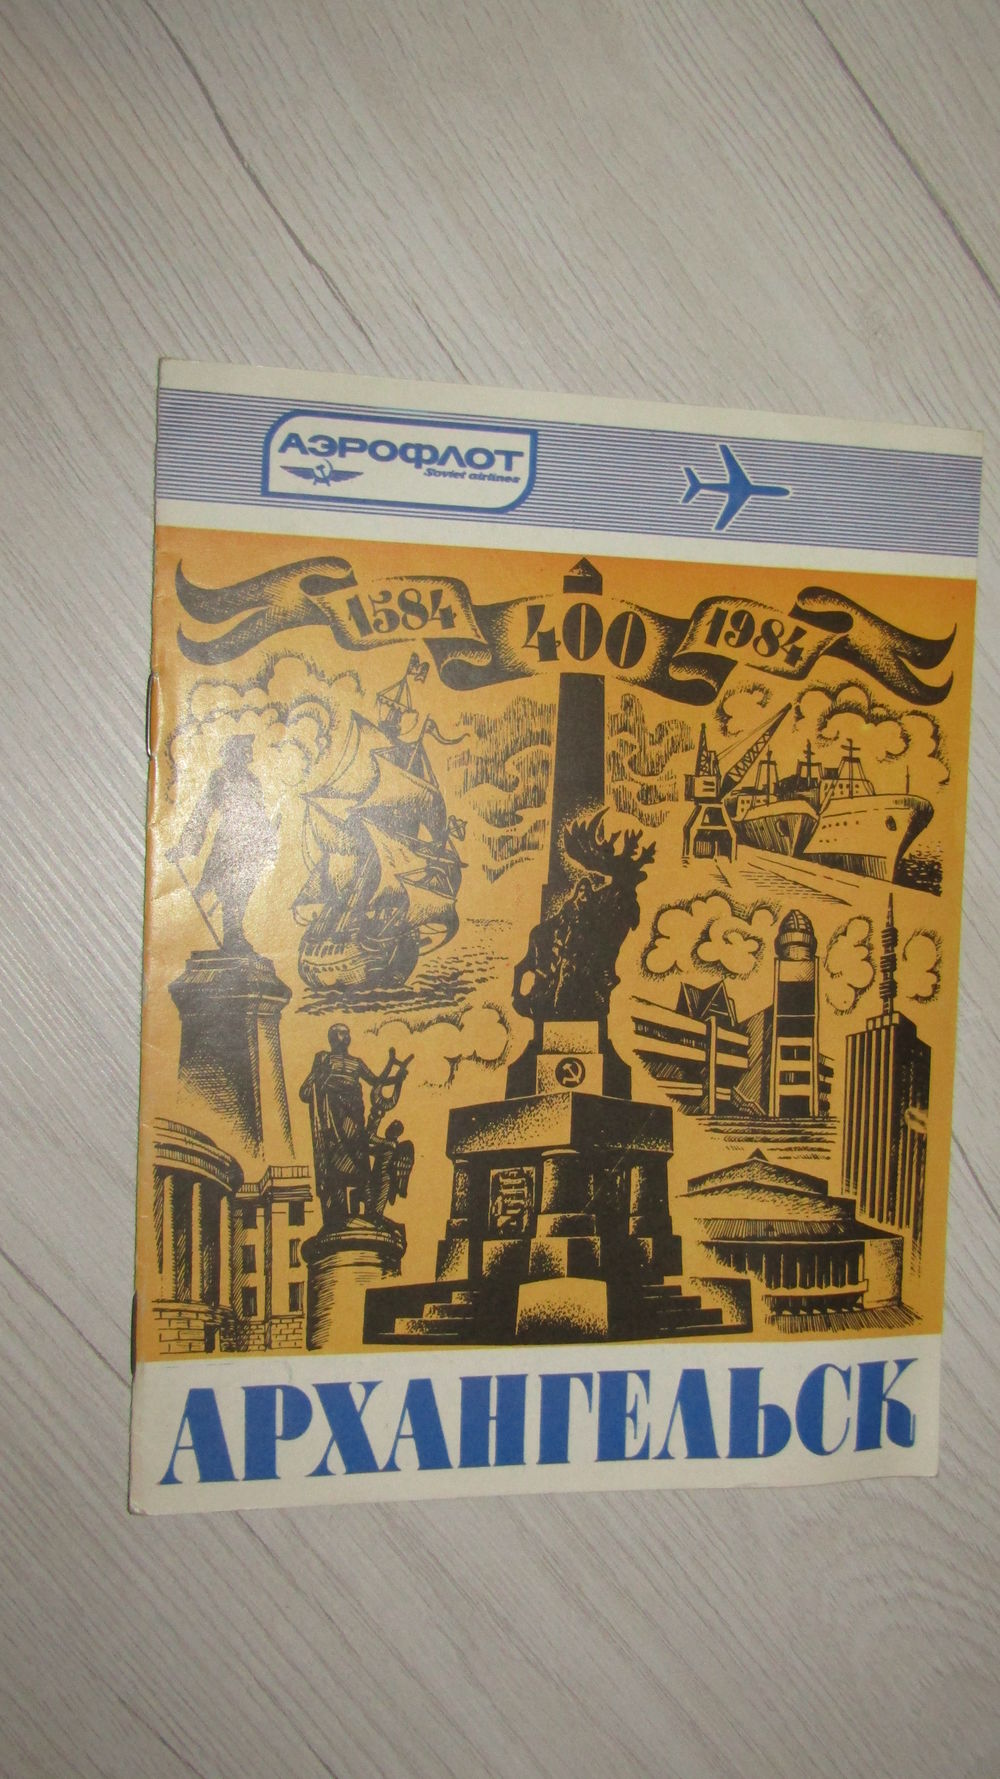 АЭРОФЛОТ
Soviet airlines
1584 400 1984
АРХАНГЕЛЬСК